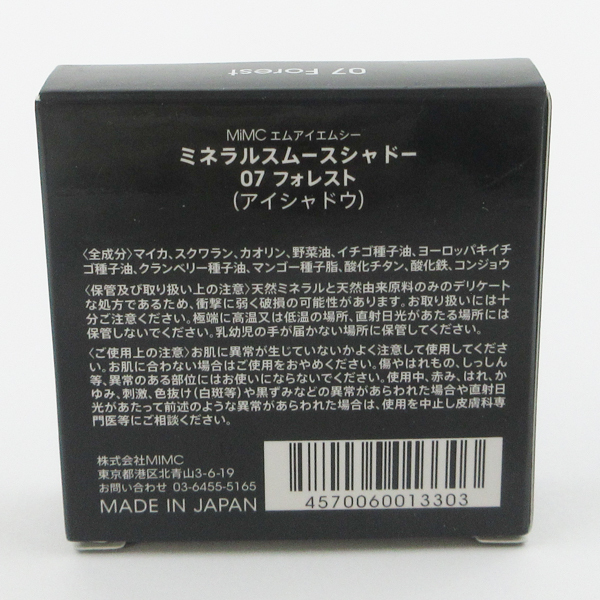 07 Forest
MiMC エムアイエムシー
ミネラルスムースシャドー
07 フォレスト
(アイシャドウ)
〈全成分〉マイカ、スクワラン、カオリン、野菜油、イチゴ種子油、ヨーロッパキイチ
ゴ種子油、クランベリー種子油、マンゴー種子脂、酸化チタン、酸化鉄、コンジョウ
〈保管及び取り扱い上の注意〉天然ミネラルと天然由来原料のみのデリケート
な処方であるため、衝撃に弱く破損の可能性があります。お取り扱いには十
分ご注意ください。極端に高温又は低温の場所、直射日光があたる場所には
保管しないでください。乳幼児の手が届かない場所に保管してください。
〈ご使用上の注意〉お肌に異常が生じていないかよく注意して使用してくださ
い。お肌に合わない場合はご使用をおやめください。傷やはれもの、しっしん
等、異常のある部位にはお使いにならないでください。使用中、赤み、はれ、か
ゆみ、刺激、色抜け(白斑等)や黒ずみなどの異常があらわれた場合や直射日
光があたって前述のような異常があらわれた場合は、使用を中止し皮膚科専
門医等にご相談ください。
株式会社MIMC
東京都港区北青山3-6-19
お問い合わせ 03-6455-5165
MADE IN JAPAN
4570060013303